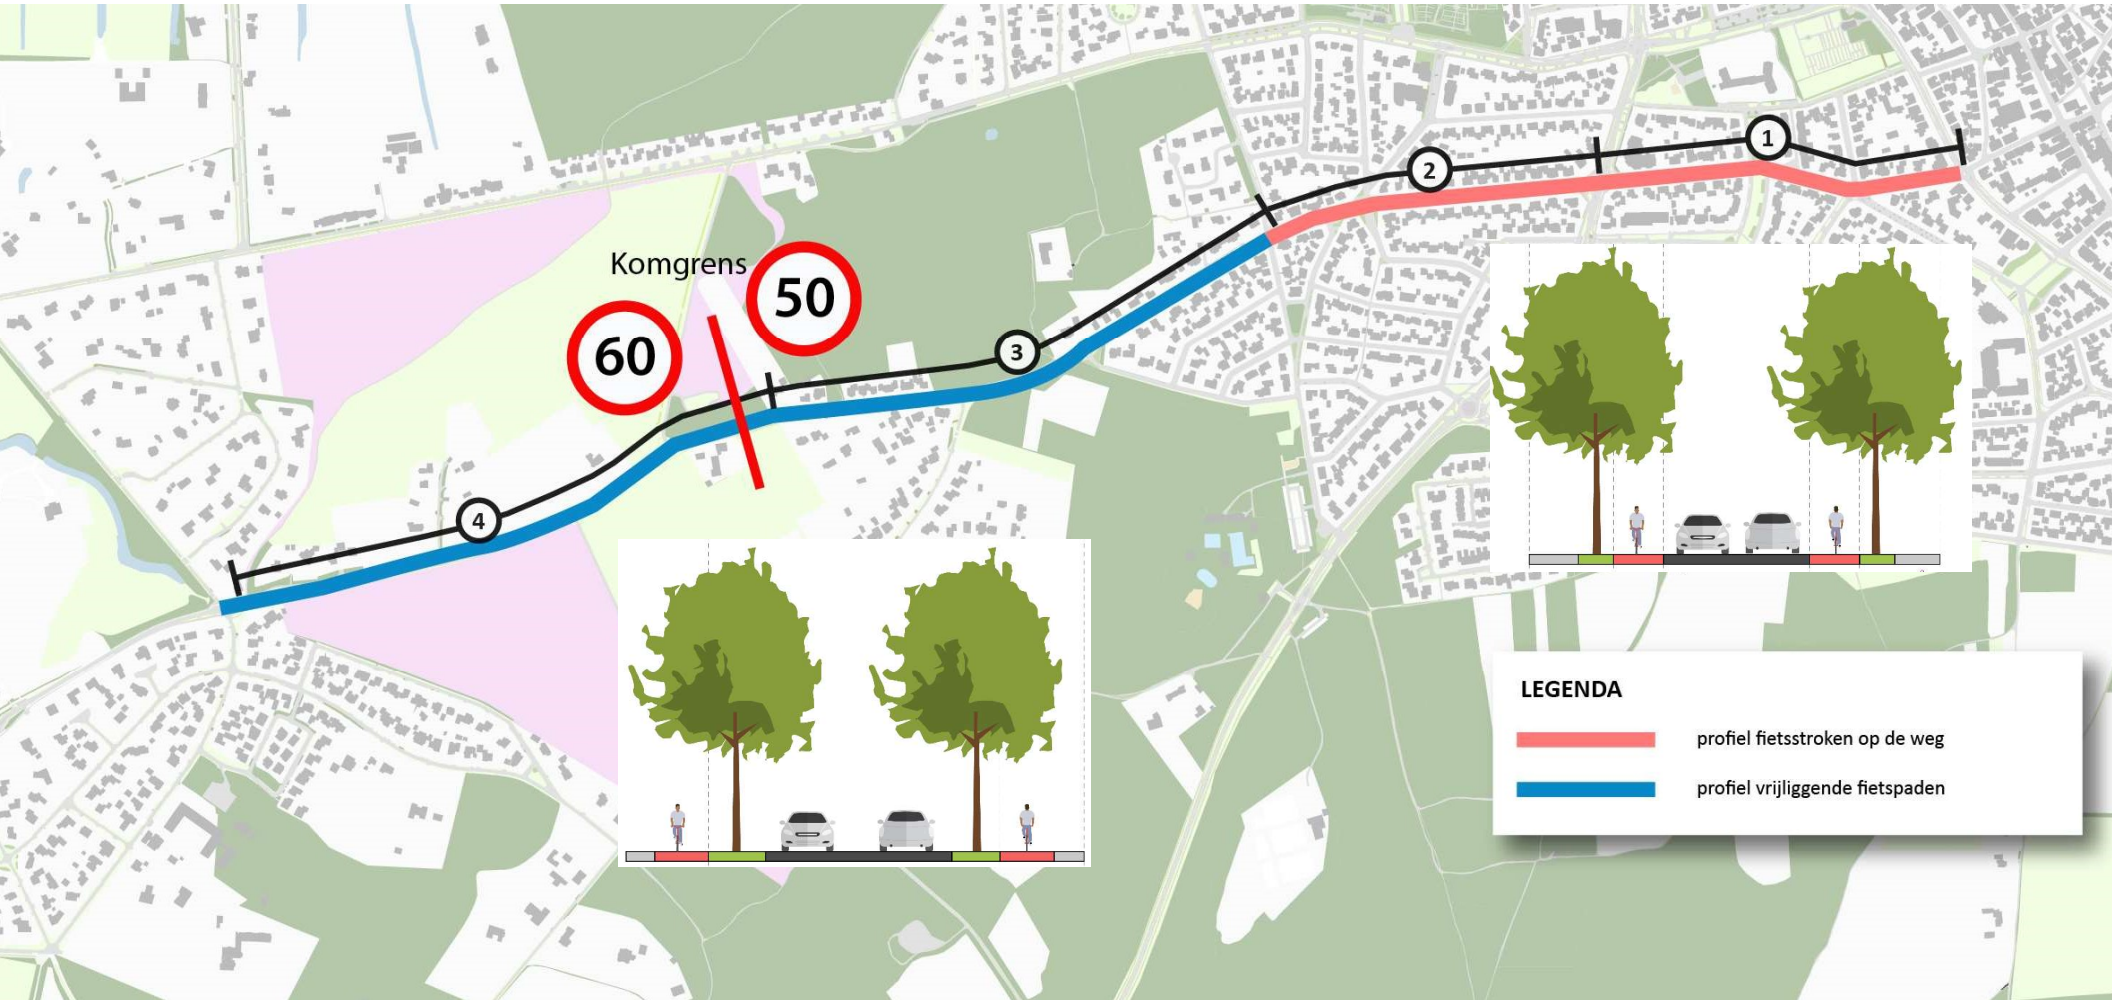 1
2
Komgrens
50
60
3
4
LEGENDA
profiel fietsstroken op de weg
profiel vrijliggende fietspaden